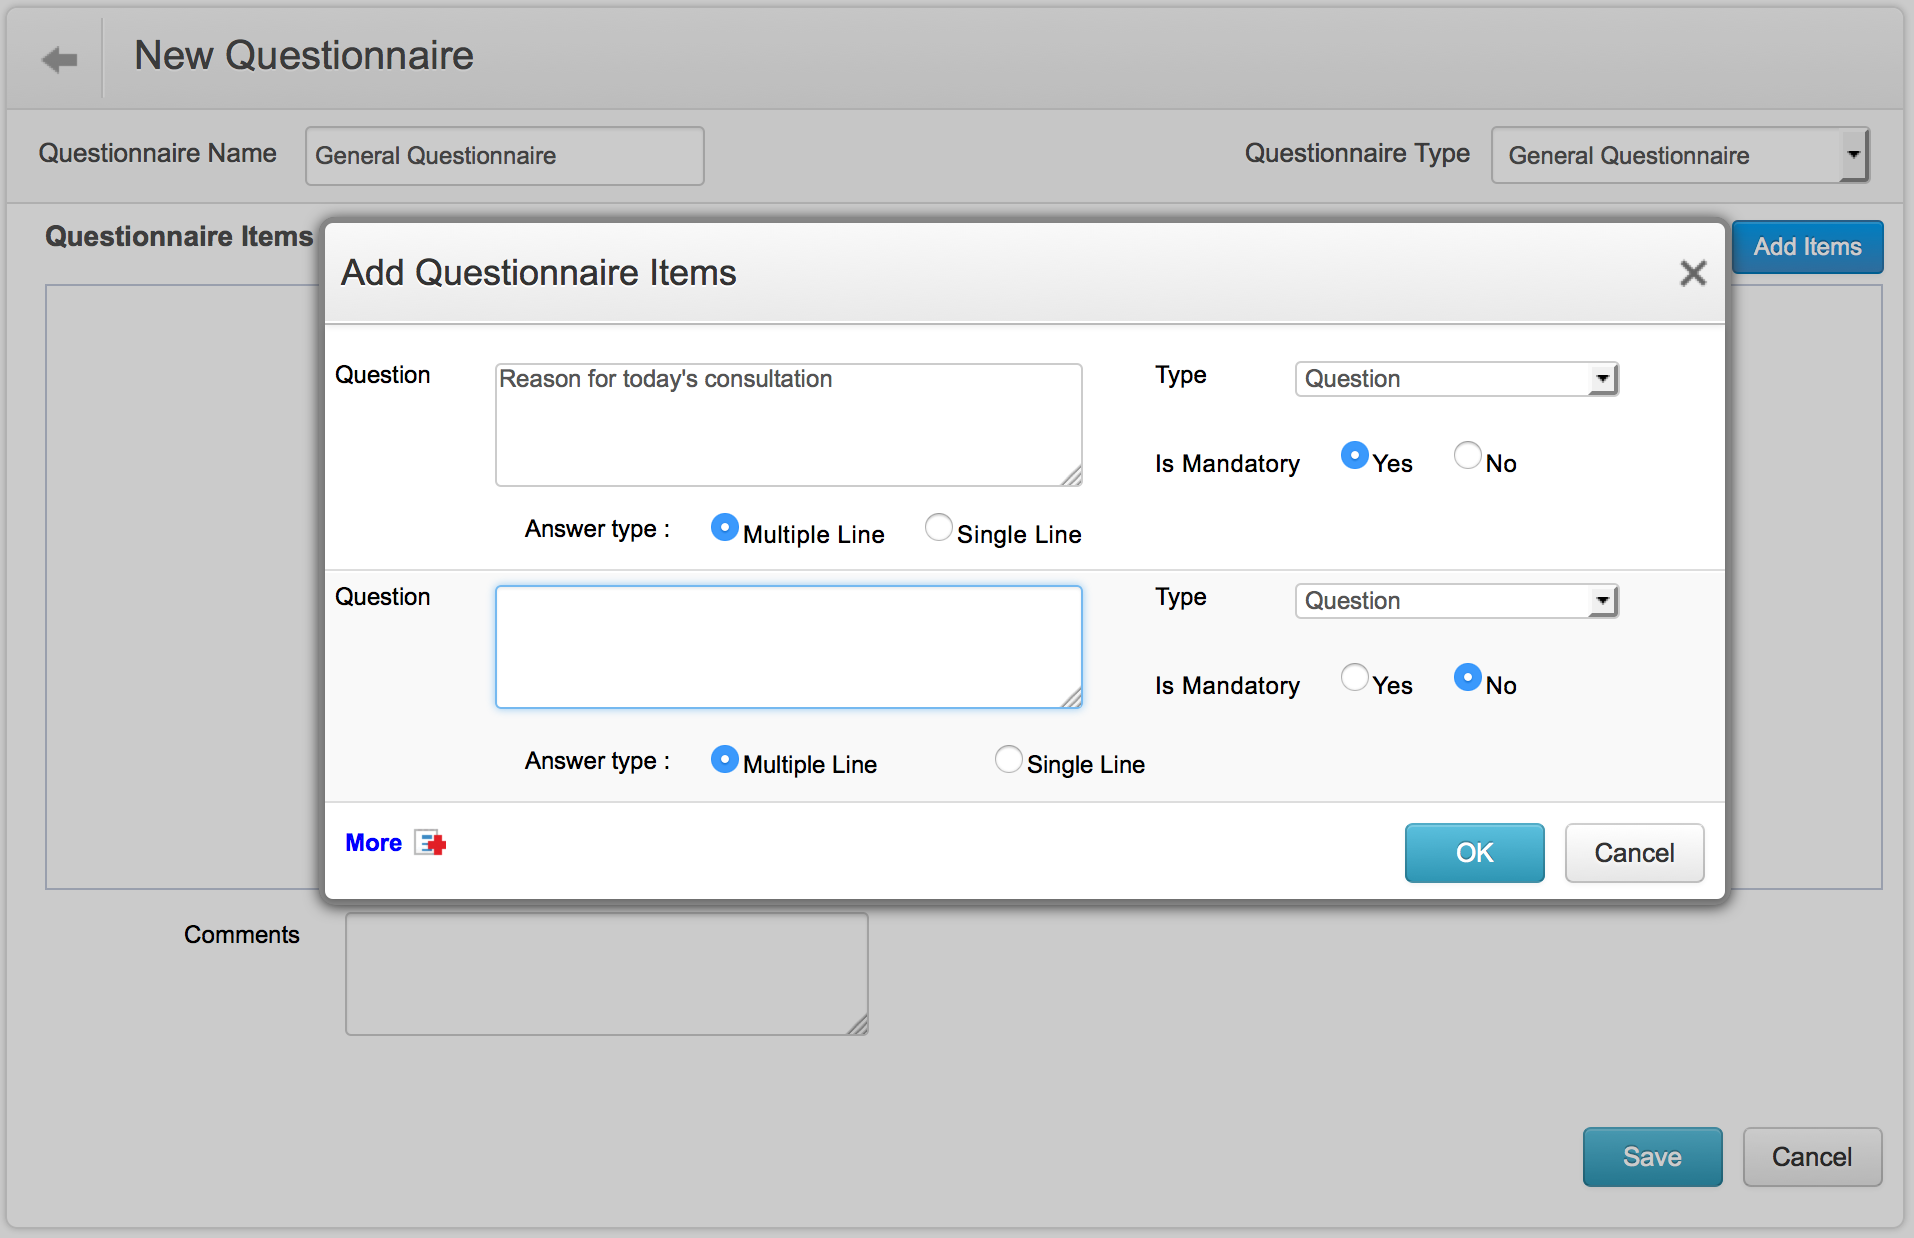 New Questionnaire
Questionnaire Name General Questionnaire Questionnaire Type General Questionnaire
Questionnaire Items Add Items
Add Questionnaire Items
Question Reason for today's consultation Type Question
Is Mandatory Yes No
Answer type : Multiple Line Single Line
Question Type Question
Is Mandatory Yes No
Answer type : Multiple Line Single Line
More OK Cancel
Comments
Save Cancel